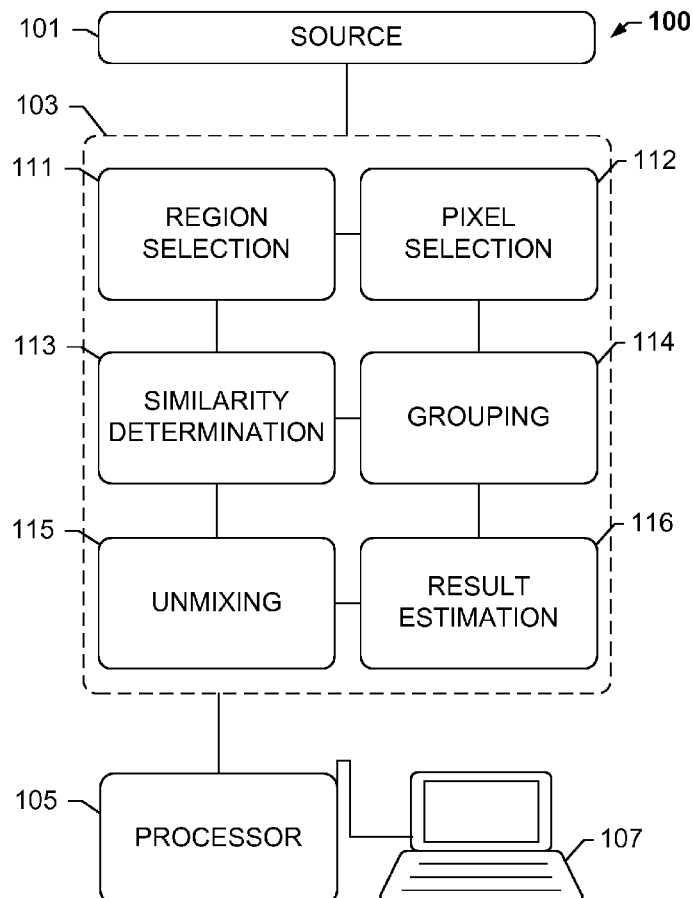 101
SOURCE
100
103
111
REGION
SELECTION
112
PIXEL
SELECTION
113
SIMILARITY
DETERMINATION
114
GROUPING
115
UNMIXING
116
RESULT
ESTIMATION
105
PROCESSOR
107